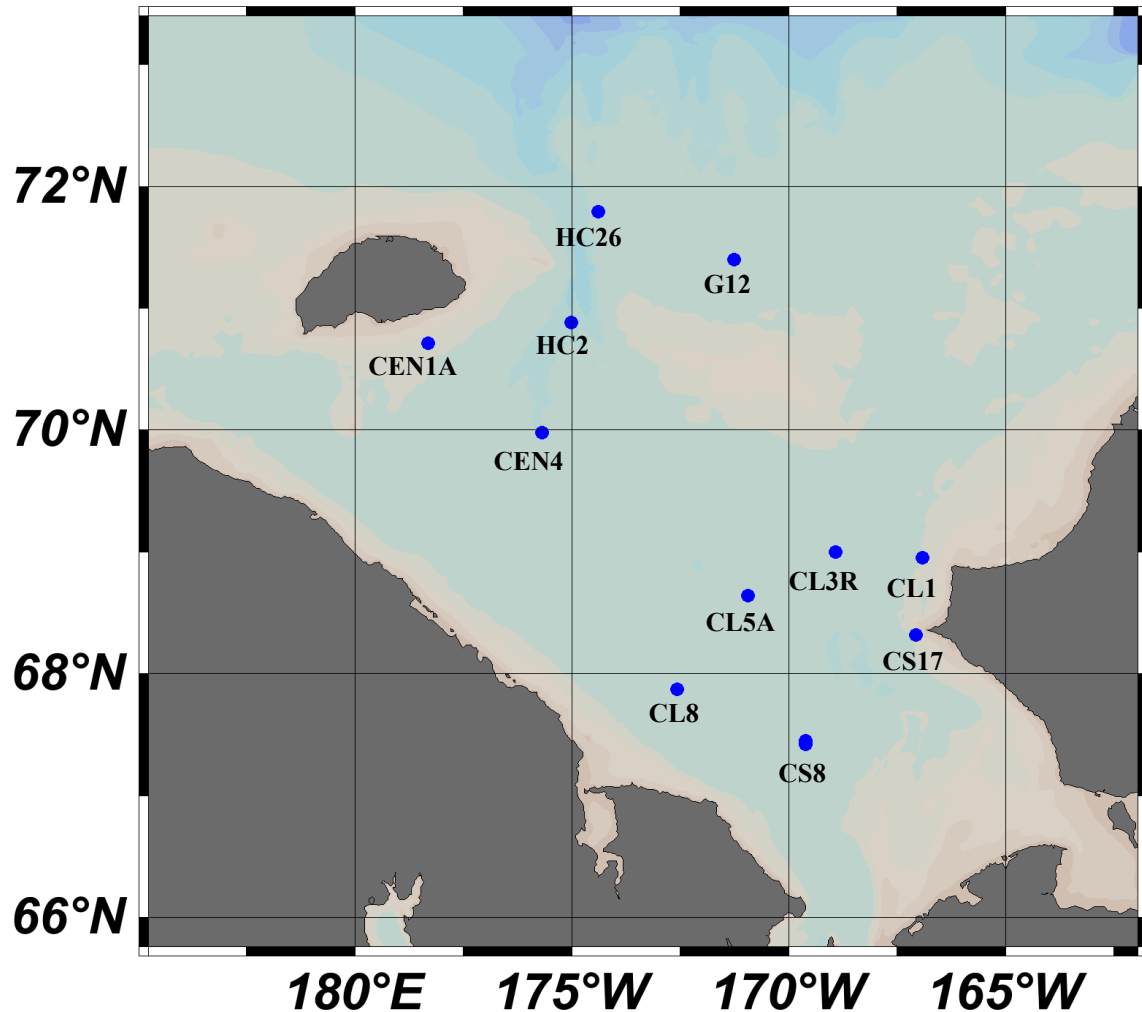 72°N
HC26
G12
HC2
CEN1A
70°N
CEN4
CL3R
CL1
CL5A
CS17
68°N
CL8
CS8
66°N
180°E
175°W
170°W
165°W